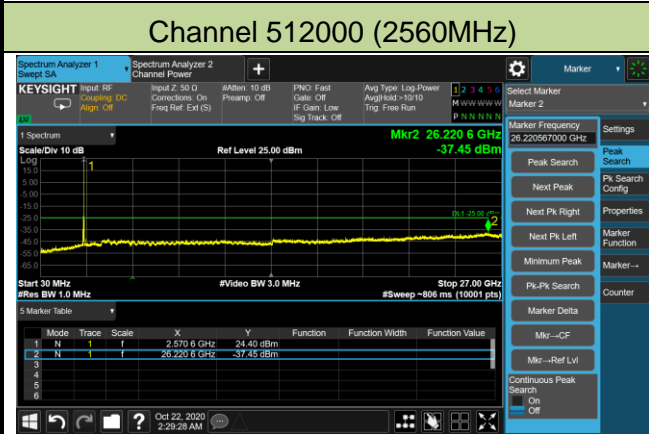 Channel 512000 (2560MHz)
Spectrum Analyzer 1
Swept SA
Spectrum Analyzer 2
Channel Power
Marker
KEYSIGHT
Input: RF
Coupling: DC
Align: Off
Input Z: 50 Ω
Corrections: On
Freq Ref: Ext (S)
#Atten: 10 dB
Preamp: Off
PNO: Fast
Gate: Off
IF Gain: Low
Sig Track: Off
Avg Type: Log-Power
Avg|Hold:>10/10
Trig: Free Run
1 2 3 4 5 6
M W W W W W
P N N N N N
Select Marker
Marker 2
LXI
1 Spectrum
Mkr2 26.220 6 GHz
-37.45 dBm
Scale/Div 10 dB
Ref Level 25.00 dBm
Log
15.0
5.00
-5.00
-15.0
-25.0
-35.0
-45.0
-55.0
-65.0
1
DL1 -25.00 dBm
2
Start 30 MHz
#Res BW 1.0 MHz
#Video BW 3.0 MHz
Stop 27.00 GHz
#Sweep ~806 ms (10001 pts)
Marker Frequency
26.220567000 GHz
Peak Search
Next Peak
Next Pk Right
Next Pk Left
Minimum Peak
Pk-Pk Search
Marker Delta
Mkr→CF
Mkr→Ref Lvl
Continuous Peak
Search
On
Off
Settings
Peak
Search
Pk Search
Config
Properties
Marker
Function
Marker→
Counter
5 Marker Table
Mode Trace Scale X Y Function Function Width Function Value
1 N 1 f 2.570 6 GHz 24.40 dBm
2 N 1 f 26.220 6 GHz -37.45 dBm
3
4
5
6
?
Oct 22, 2020
2:29:28 AM